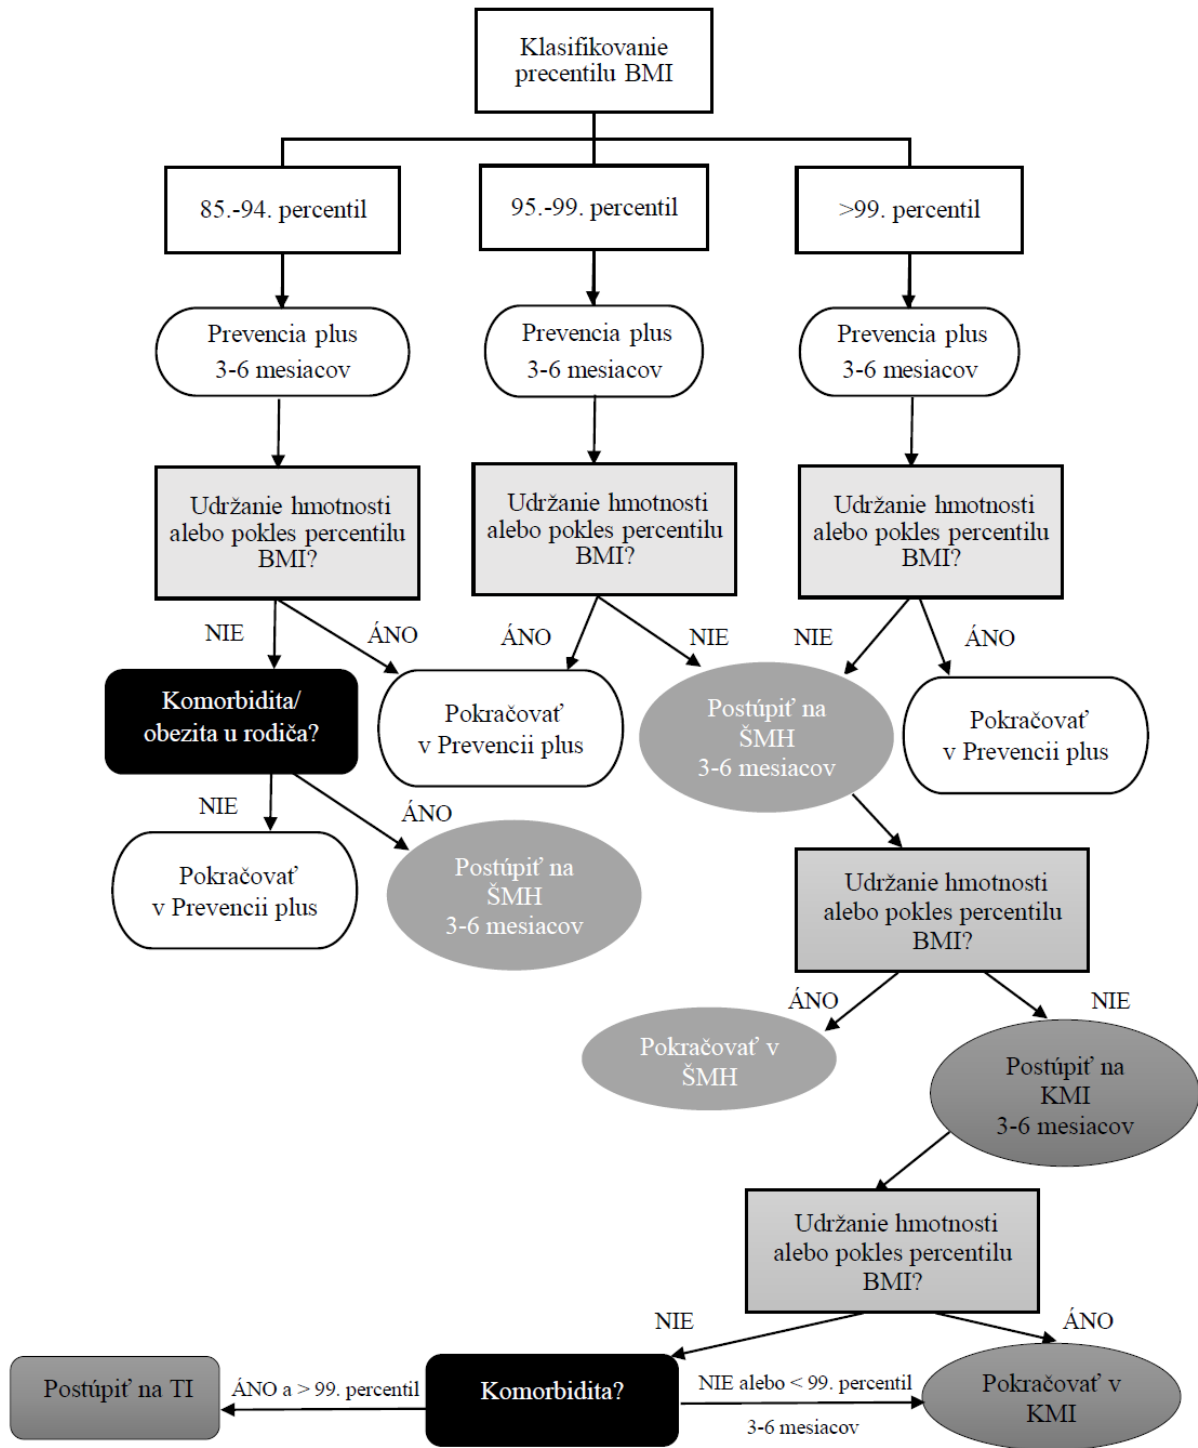 Klasifikovanie
precentilu BMI
85.-94. percentil
95.-99. percentil
>99. percentil
Prevencia plus
3-6 mesiacov
Prevencia plus
3-6 mesiacov
Prevencia plus
3-6 mesiacov
Udržanie hmotnosti
alebo pokles percentilu
BMI?
Udržanie hmotnosti
alebo pokles percentilu
BMI?
Udržanie hmotnosti
alebo pokles percentilu
BMI?
NIE
ÁNO
ÁNO
NIE
NIE
ÁNO
Komorbidita/
obezita u rodiča?
Pokračovať
v Prevencii plus
Postúpiť na
ŠMH
3-6 mesiacov
Pokračovať
v Prevencii plus
NIE
ÁNO
Pokračovať
v Prevencii plus
Postúpiť na
ŠMH
3-6 mesiacov
Udržanie hmotnosti
alebo pokles percentilu
BMI?
ÁNO
NIE
Pokračovať v
ŠMH
Postúpiť na
KMI
3-6 mesiacov
Udržanie hmotnosti
alebo pokles percentilu
BMI?
NIE
ÁNO
Postúpiť na TI
ÁNO a > 99. percentil
Komorbidita?
NIE alebo < 99. percentil
3-6 mesiacov
Pokračovať v
KMI